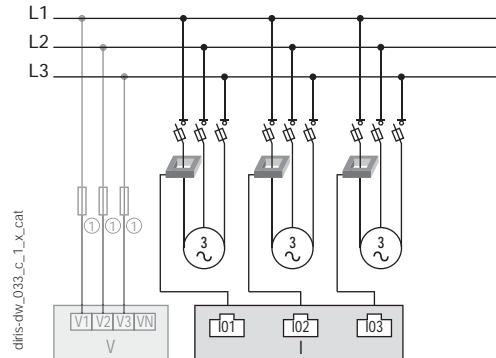 L1
L2
L3
3 3 3
1 1 1
V1 V2 V3 VN
V
I01 I02 I03
I
diris-dw_033_c_1_x_cat